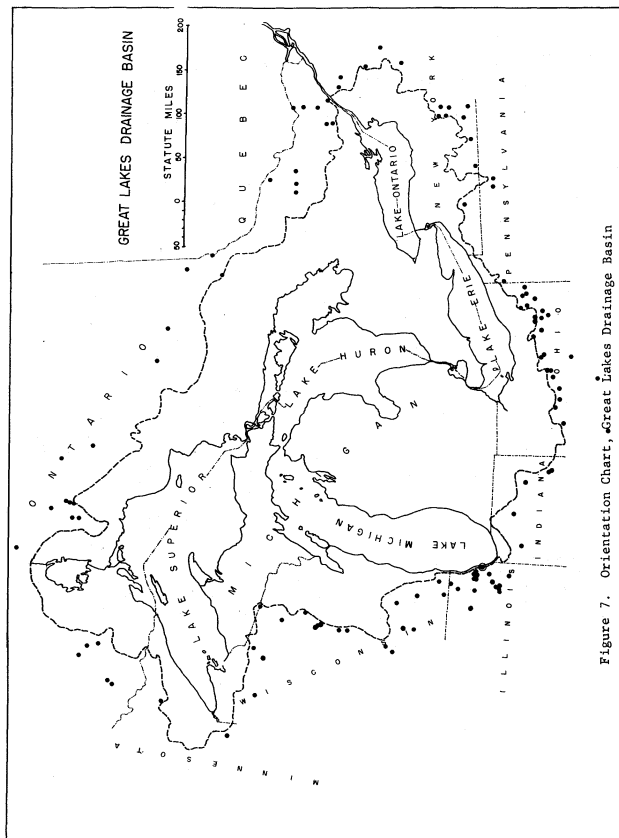 GREAT LAKES DRAINAGE BASIN
STATUTE MILES
50 0 50 100 150 200
QUEBEC
ONTARIO
MINNESOTA
WISCONSIN
MICHIGAN
ILLINOIS
INDIANA
OHIO
PENNSYLVANIA
NEW YORK
LAKE SUPERIOR
LAKE MICHIGAN
LAKE HURON
LAKE ERIE
LAKE ONTARIO
Figure 7. Orientation Chart, Great Lakes Drainage Basin